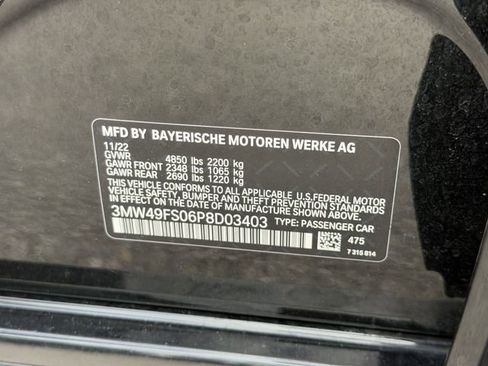 MFD BY BAYERISCHE MOTOREN WERKE AG
11/22
GVWR 4850 lbs 2200 kg
GAWR FRONT 2348 lbs 1065 kg
GAWR REAR 2690 lbs 1220 kg
THIS VEHICLE CONFORMS TO ALL APPLICABLE U.S.FEDERAL MOTOR
VEHICLE SAFETY, BUMPER AND THEFT PREVENTION STANDARDS
IN EFFECT ON THE DATE OF MANUFACTURE SHOWN ABOVE.
3MW49FS06P8D03403 TYPE: PASSENGER CAR
475
7 315 814